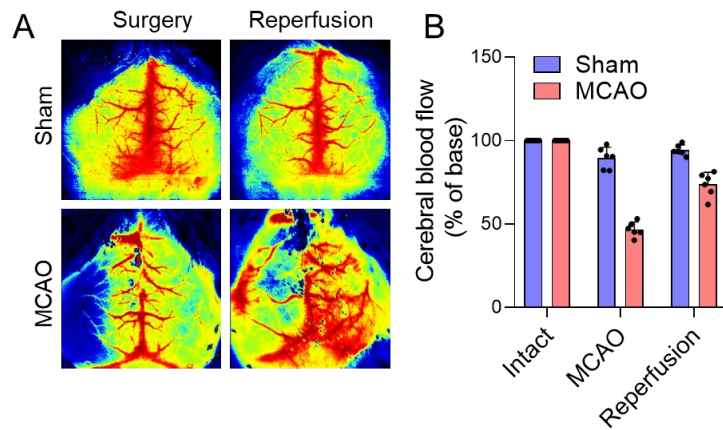 A
Surgery
Reperfusion
Sham
MCAO
B
Cerebral blood flow
(% of base)
150
100
50
0
Sham
MCAO
Intact
MCAO
Reperfusion